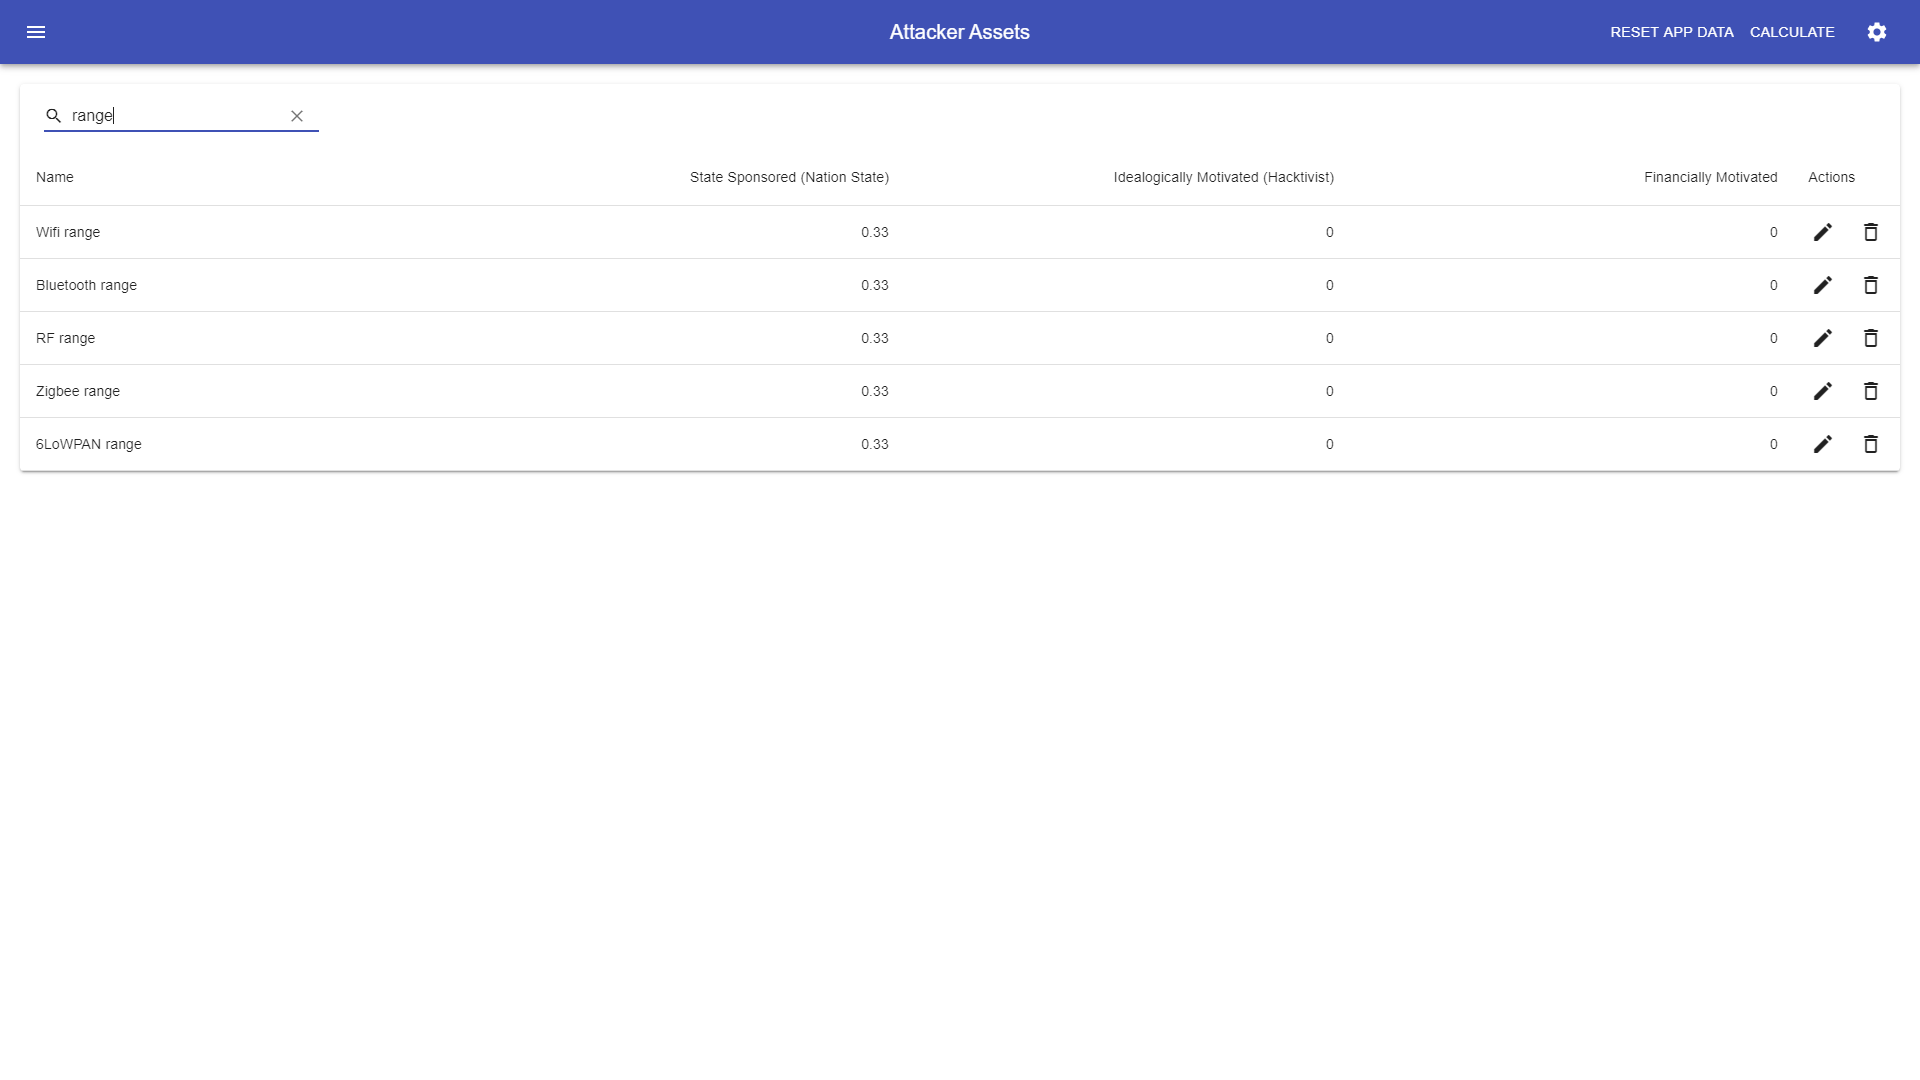 Attacker Assets RESET APP DATA CALCULATE
range
Name State Sponsored (Nation State) Idealogically Motivated (Hacktivist) Financially Motivated Actions
Wifi range 0.33 0 0
Bluetooth range 0.33 0 0
RF range 0.33 0 0
Zigbee range 0.33 0 0
6LoWPAN range 0.33 0 0